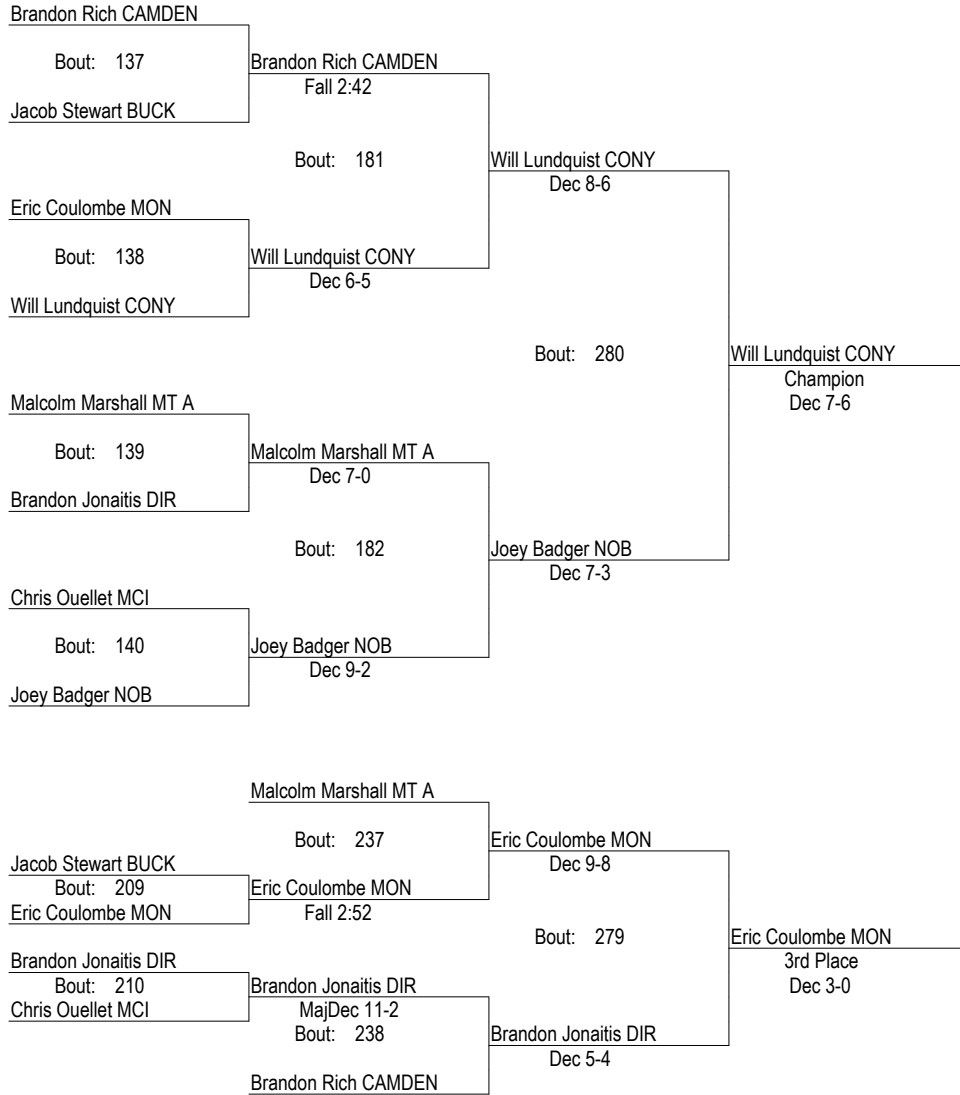 Brandon Rich CAMDEN
Bout: 137
Brandon Rich CAMDEN
Fall 2:42
Jacob Stewart BUCK
Bout: 181
Will Lundquist CONY
Dec 8-6
Eric Coulombe MON
Bout: 138
Will Lundquist CONY
Dec 6-5
Will Lundquist CONY
Bout: 280
Will Lundquist CONY
Champion
Dec 7-6
Malcolm Marshall MT A
Bout: 139
Malcolm Marshall MT A
Dec 7-0
Brandon Jonaitis DIR
Bout: 182
Joey Badger NOB
Dec 7-3
Chris Ouellet MCI
Bout: 140
Joey Badger NOB
Dec 9-2
Joey Badger NOB
Malcolm Marshall MT A
Bout: 237
Eric Coulombe MON
Dec 9-8
Jacob Stewart BUCK
Bout: 209
Eric Coulombe MON
Eric Coulombe MON
Fall 2:52
Bout: 279
Eric Coulombe MON
3rd Place
Dec 3-0
Brandon Jonaitis DIR
Bout: 210
Chris Ouellet MCI
Brandon Jonaitis DIR
MajDec 11-2
Bout: 238
Brandon Jonaitis DIR
Dec 5-4
Brandon Rich CAMDEN